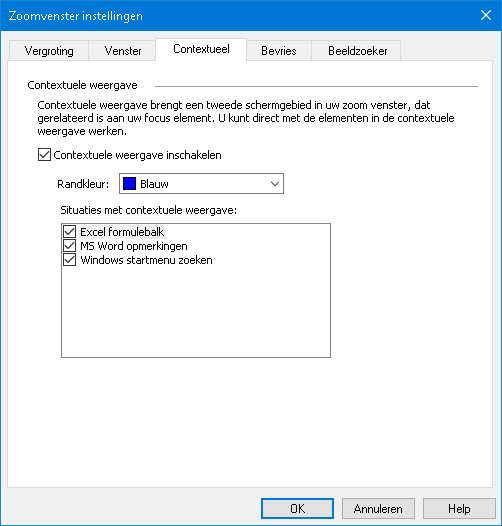 Zoomvenster instellingen
Vergroting Venster Contextueel Bevries Beeldzoeker
Contextuele weergave
Contextuele weergave brengt een tweede schermgebied in uw zoom venster, dat
gerelateerd is aan uw focus element. U kunt direct met de elementen in de contextuele
weergave werken.
Contextuele weergave inschakelen
Randkleur: Blauw
Situaties met contextuele weergave:
Excel formulebalk
MS Word opmerkingen
Windows startmenu zoeken
OK Annuleren Help